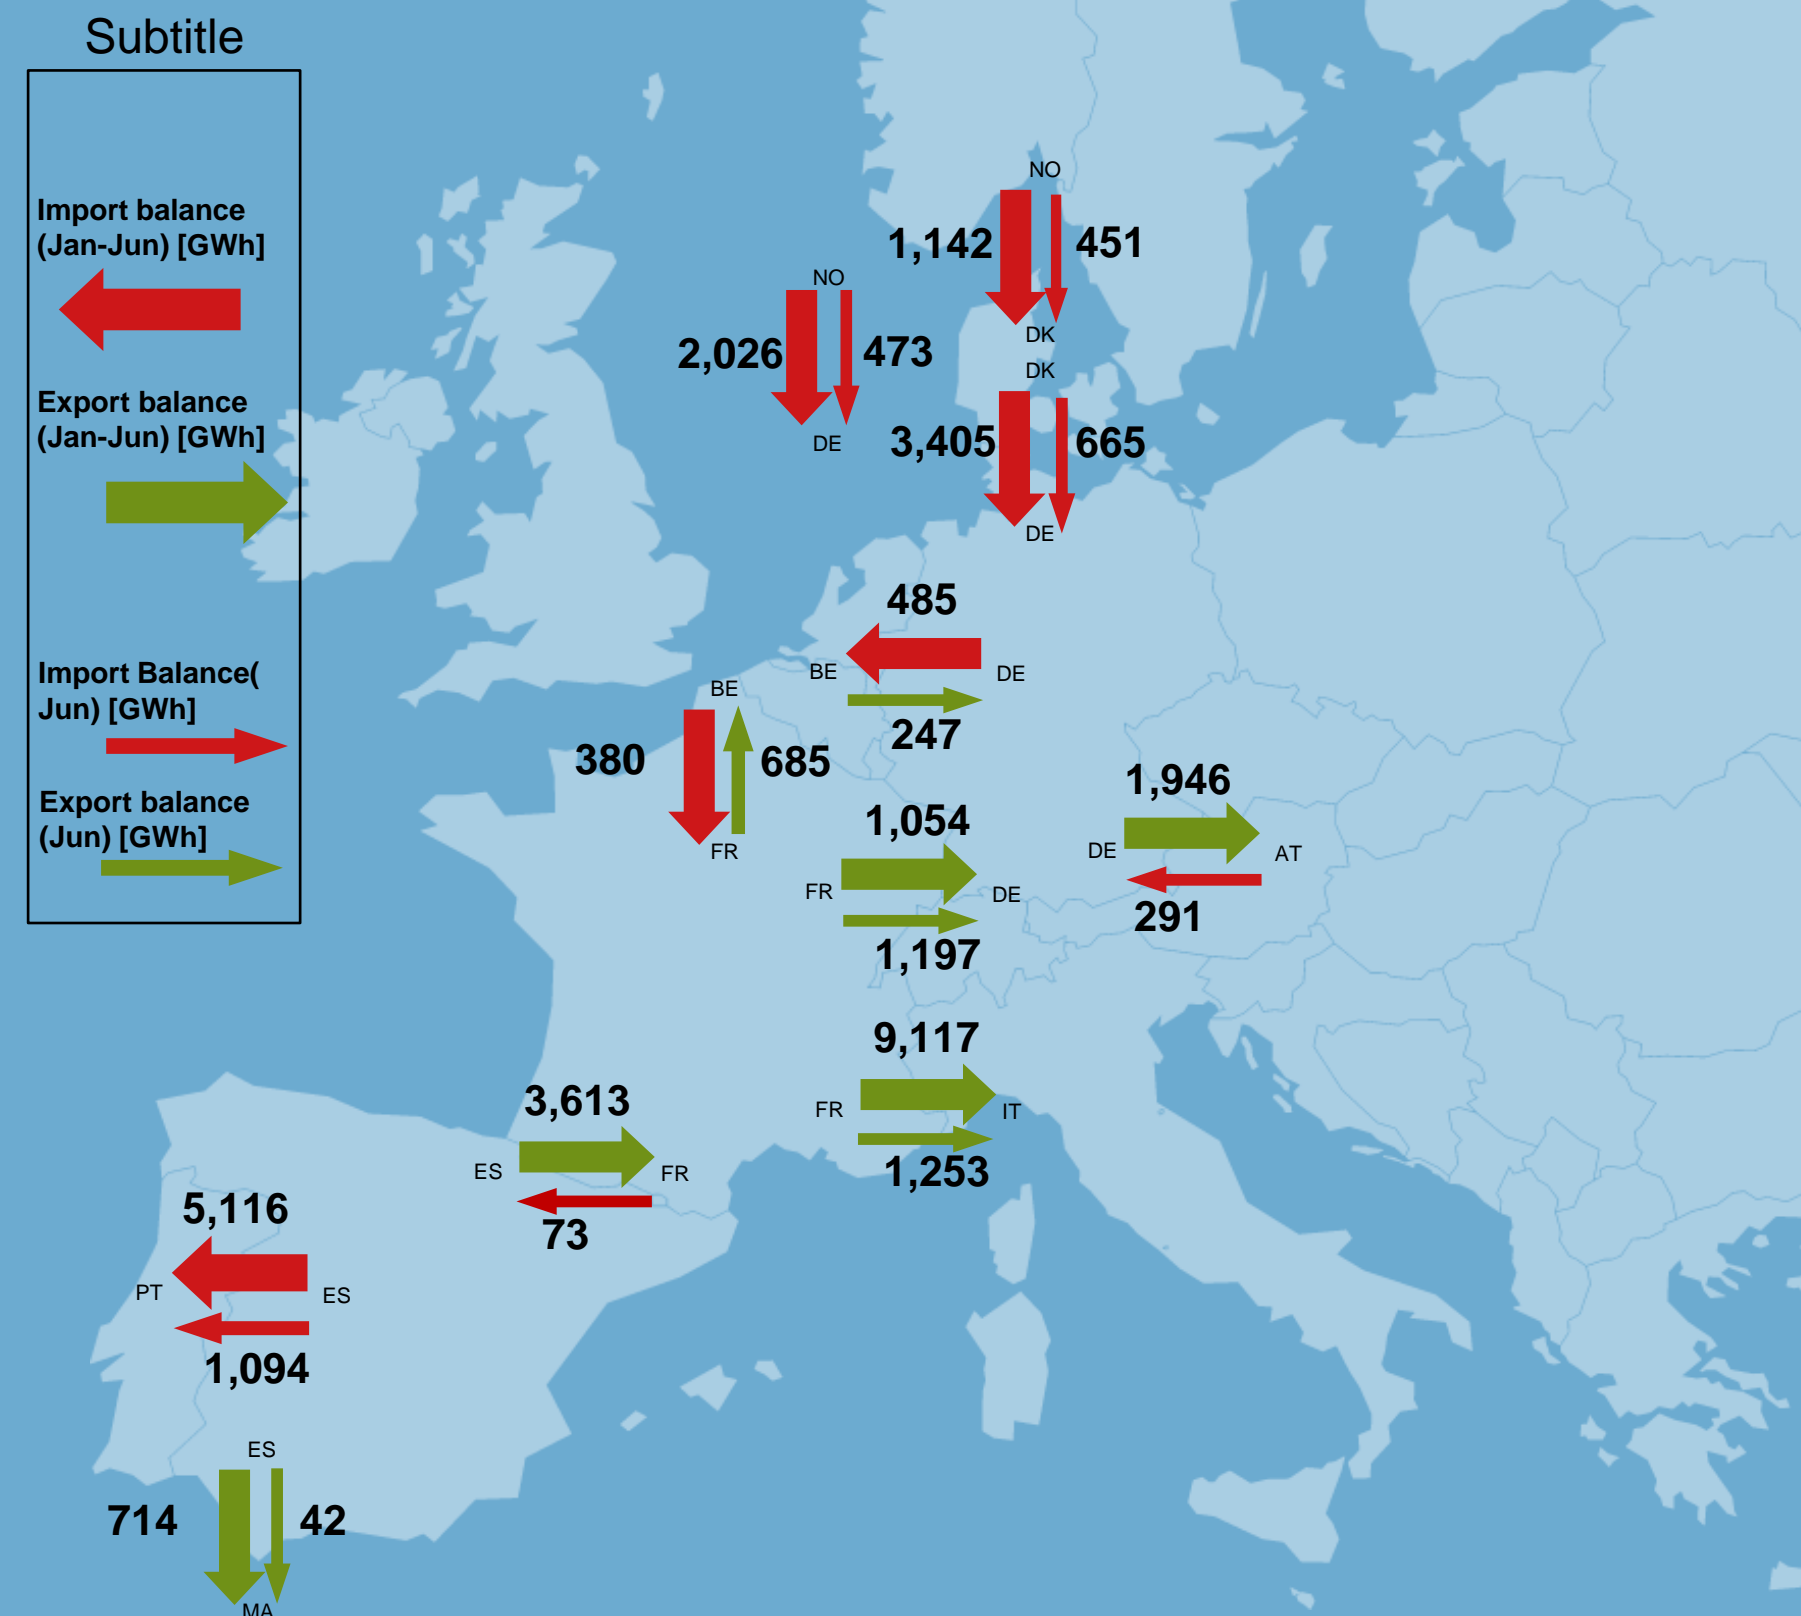 Subtitle
Import balance
(Jan-Jun) [GWh]
Export balance
(Jan-Jun) [GWh]
Import Balance(
Jun) [GWh]
Export balance
(Jun) [GWh]
NO
1,142
451
DK
NO
2,026
473
DE
DK
3,405
665
DE
485
BE
DE
247
BE
380
685
FR
1,946
DE
AT
291
1,054
FR
DE
1,197
9,117
FR
IT
1,253
3,613
ES
FR
73
5,116
PT
ES
1,094
ES
714
42
MA